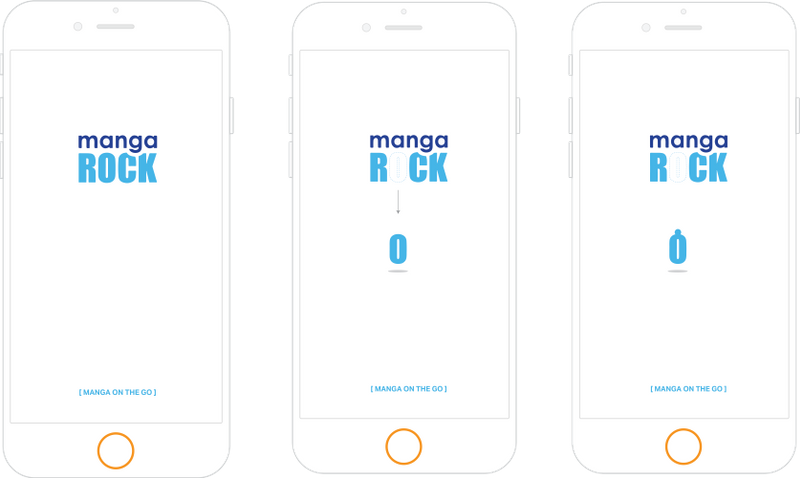 manga
ROCK
[ MANGA ON THE GO ]
manga
R CK
O
[ MANGA ON THE GO ]
manga
R CK
O
[ MANGA ON THE GO ]